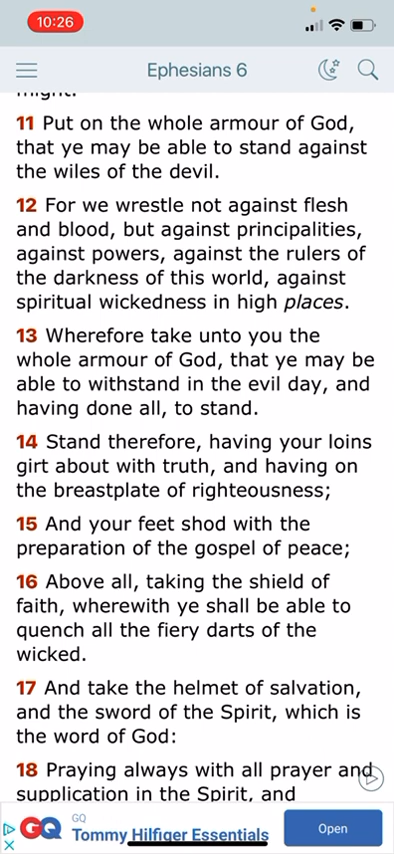 10:26
Ephesians 6
might.
11 Put on the whole armour of God,
that ye may be able to stand against
the wiles of the devil.
12 For we wrestle not against flesh
and blood, but against principalities,
against powers, against the rulers of
the darkness of this world, against
spiritual wickedness in high places.
13 Wherefore take unto you the
whole armour of God, that ye may be
able to withstand in the evil day, and
having done all, to stand.
14 Stand therefore, having your loins
girt about with truth, and having on
the breastplate of righteousness;
15 And your feet shod with the
preparation of the gospel of peace;
16 Above all, taking the shield of
faith, wherewith ye shall be able to
quench all the fiery darts of the
wicked.
17 And take the helmet of salvation,
and the sword of the Spirit, which is
the word of God:
18 Praying always with all prayer and
supplication in the Spirit, and
GQ
GQ
Tommy Hilfiger Essentials
Open